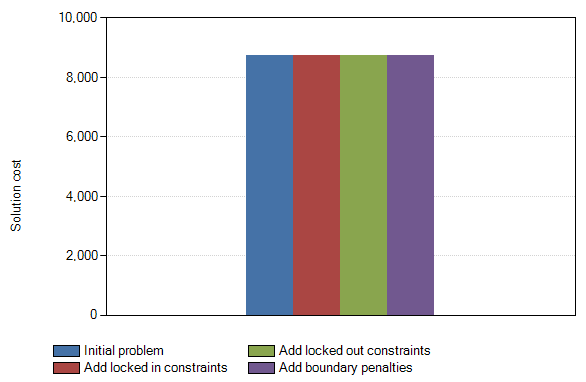 10,000
8,000
6,000
4,000
2,000
0
Solution cost
Initial problem
Add locked out constraints
Add locked in constraints
Add boundary penalties